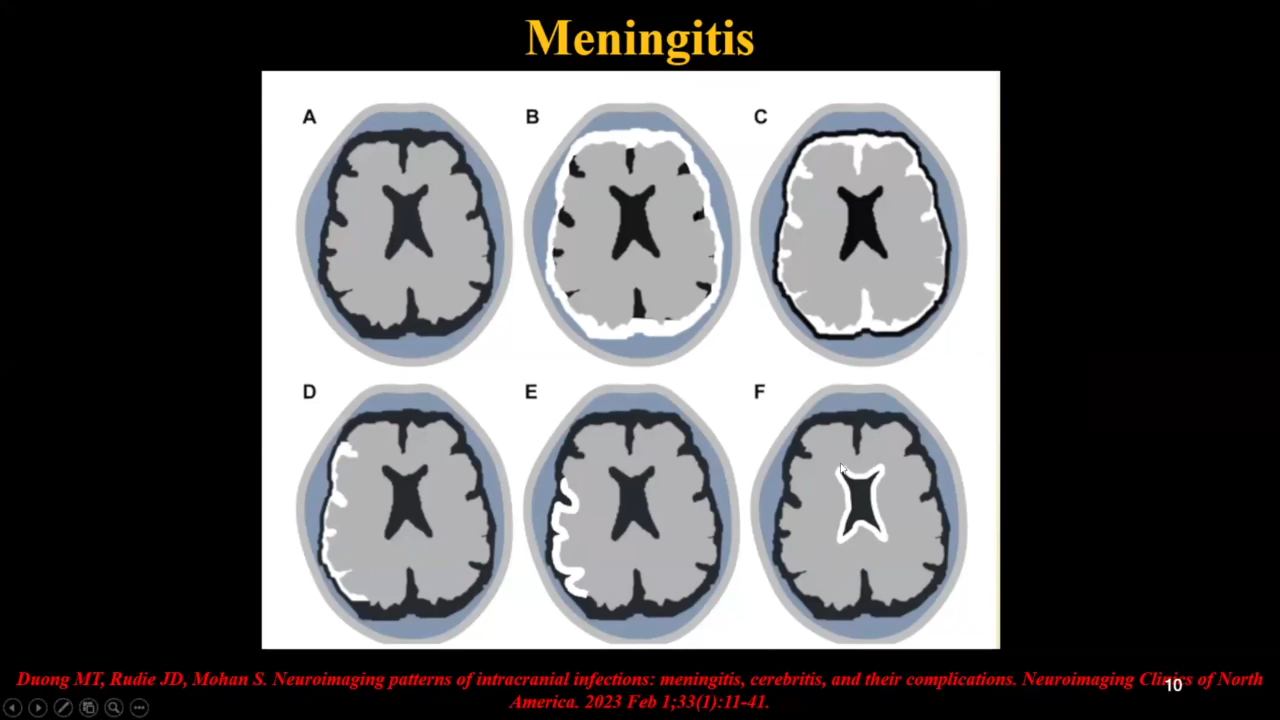 Meningitis
A
B
C
D
E
F
Duong MT, Rudie JD, Mohan S. Neuroimaging patterns of intracranial infections: meningitis, cerebritis, and their complications. Neuroimaging Clinics of North
America. 2023 Feb 1;33(1):11-41.
10